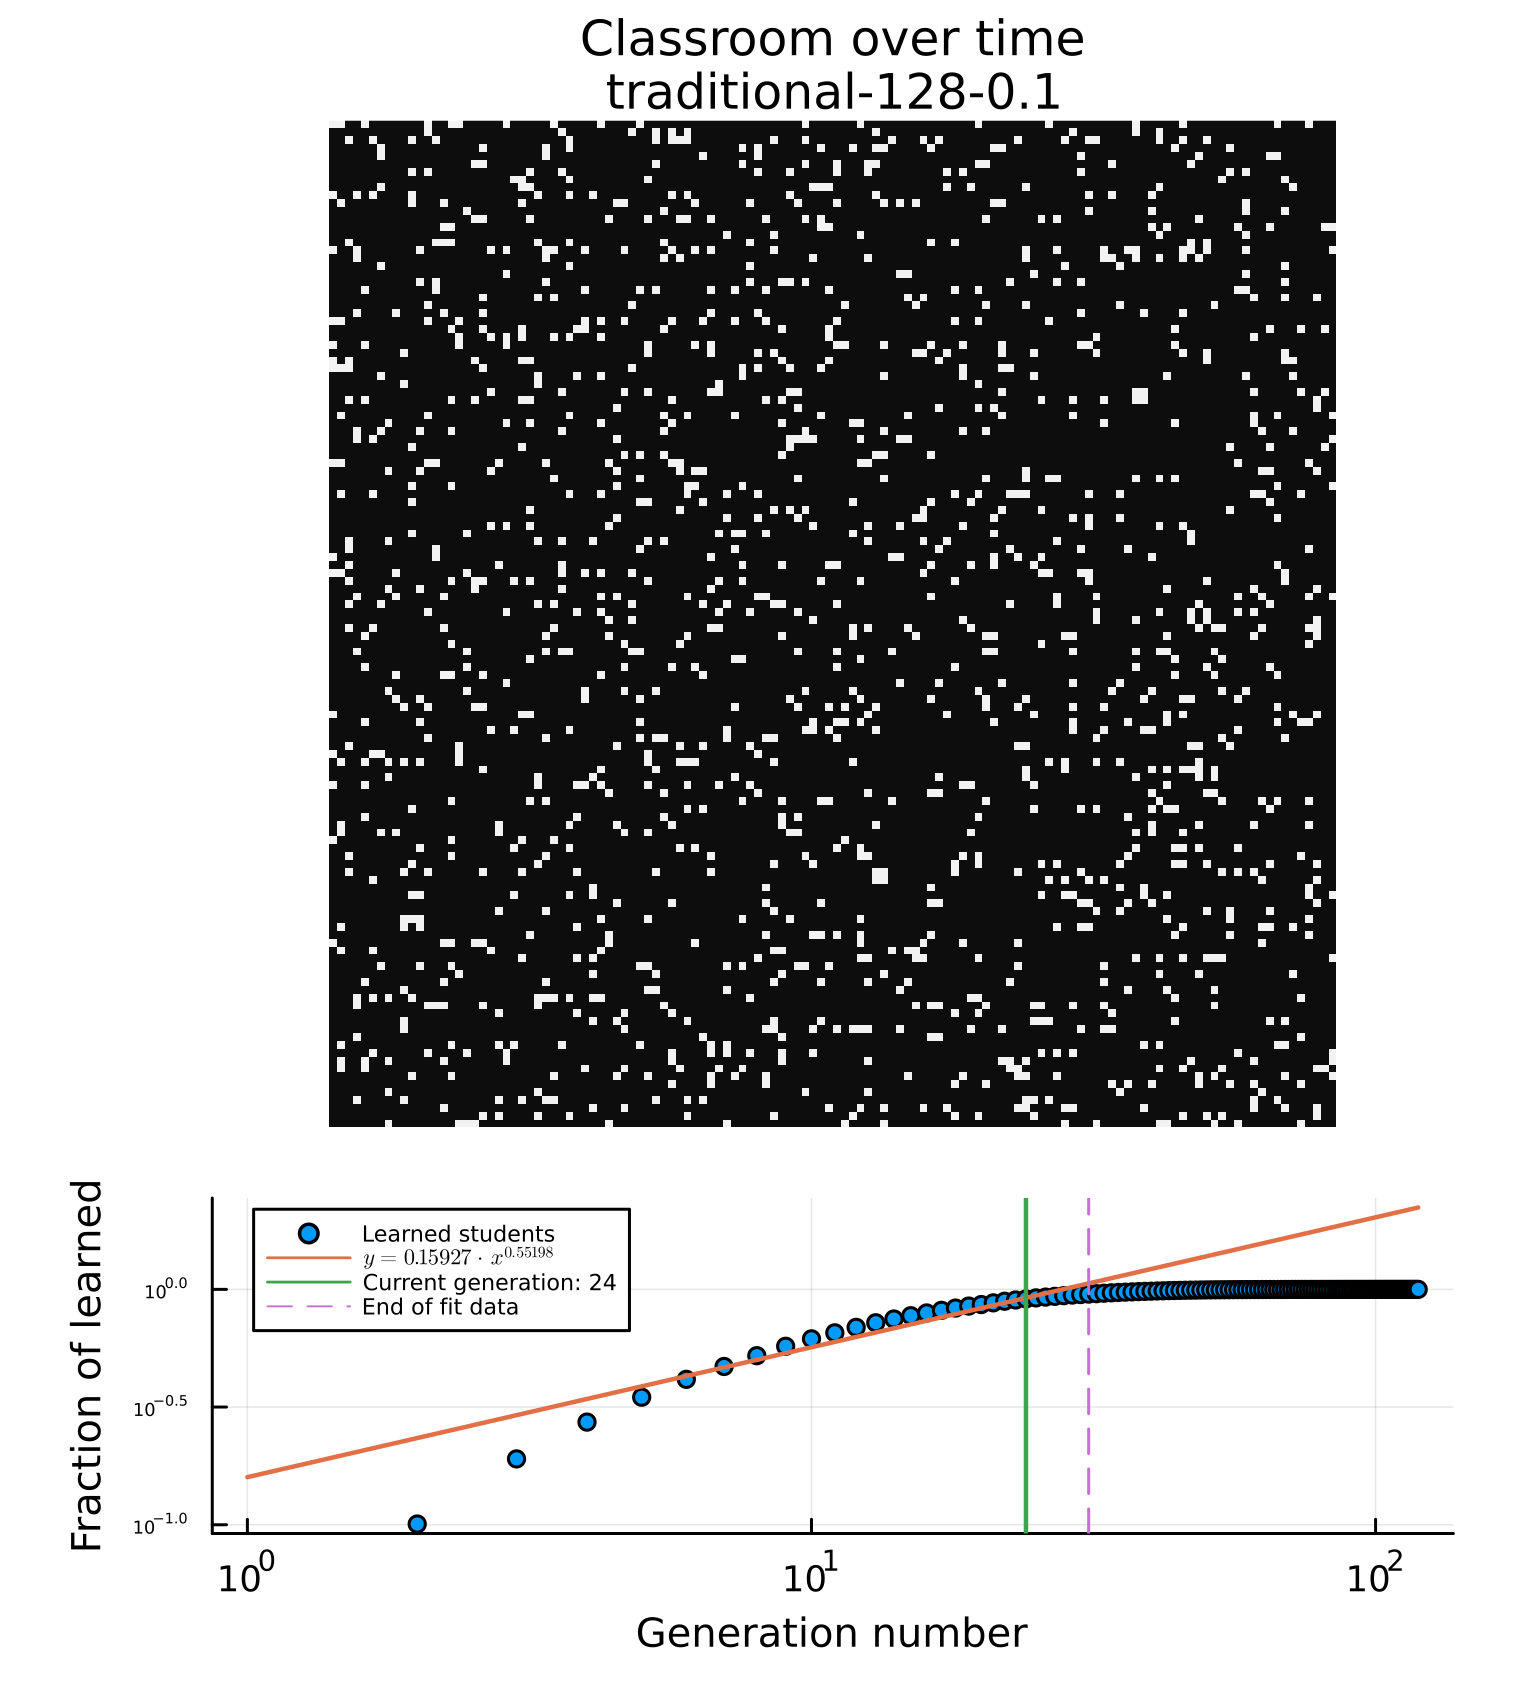 Classroom over time
traditional-128-0.1
Fraction of learned
Learned students
y = 0.15927 · x^0.55198
Current generation: 24
End of fit data
10^0.0
10^−0.5
10^−1.0
10^0 10^1 10^2
Generation number